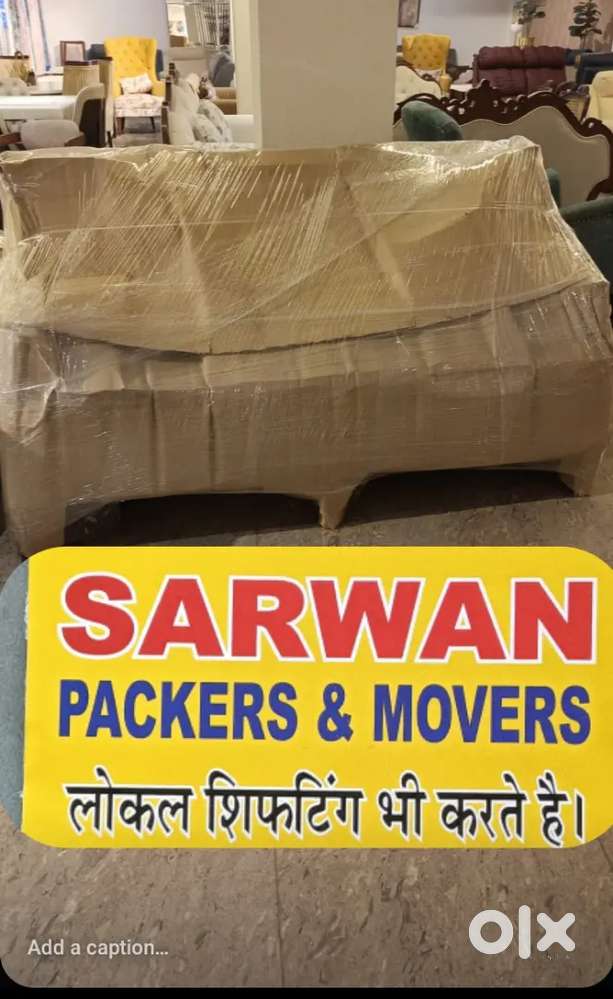 SARWAN
PACKERS & MOVERS
लोकल शिफटिंग भी करते है।
Add a caption...
olx